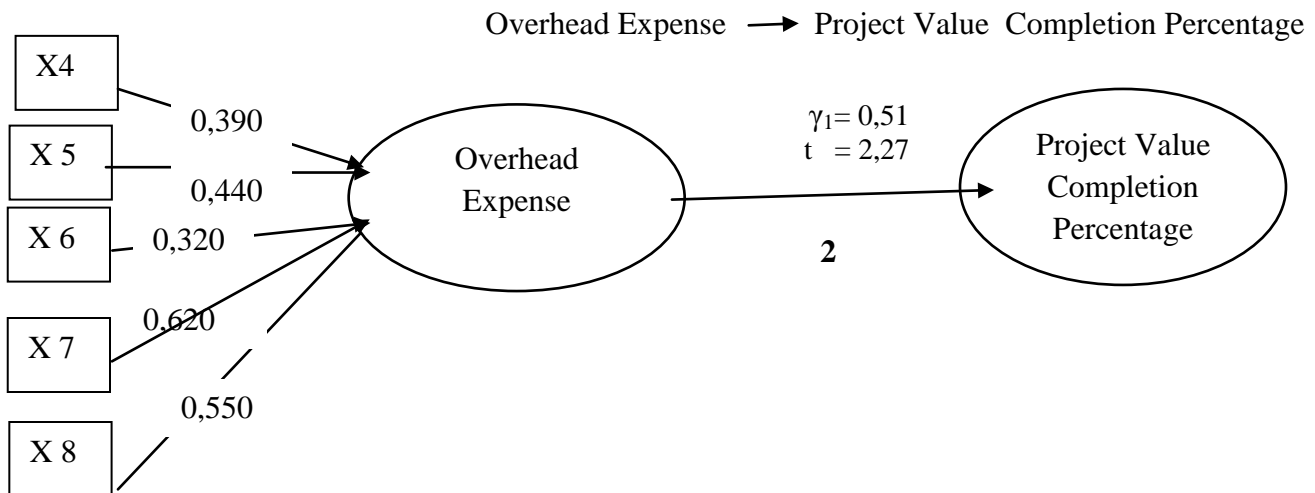 Overhead Expense Project Value Completion Percentage
X4
0,390
γ1= 0,51
t = 2,27
X 5
0,440
Overhead
Expense
Project Value
Completion
Percentage
X 6
0,320
2
X 7
0,620
0,550
X 8